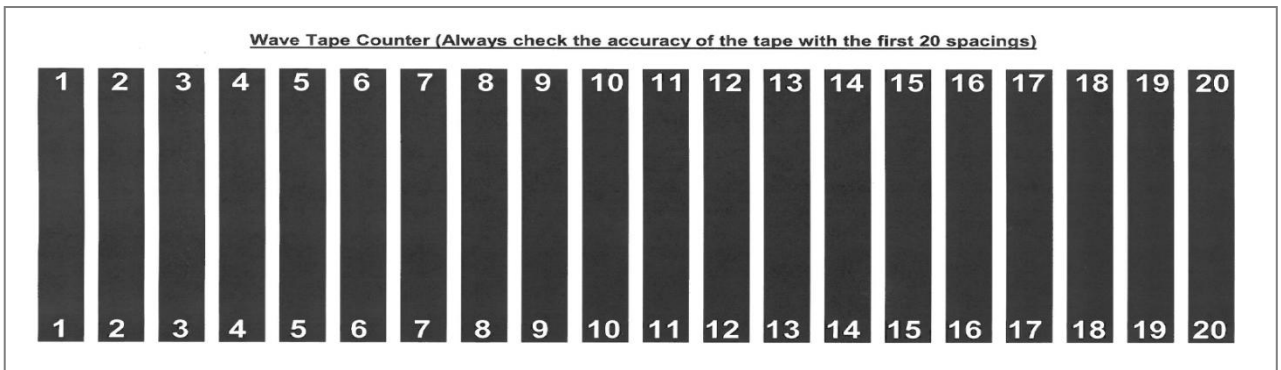 Wave Tape Counter (Always check the accuracy of the tape with the first 20 spacings)
1 2 3 4 5 6 7 8 9 10 11 12 13 14 15 16 17 18 19 20
1 2 3 4 5 6 7 8 9 10 11 12 13 14 15 16 17 18 19 20